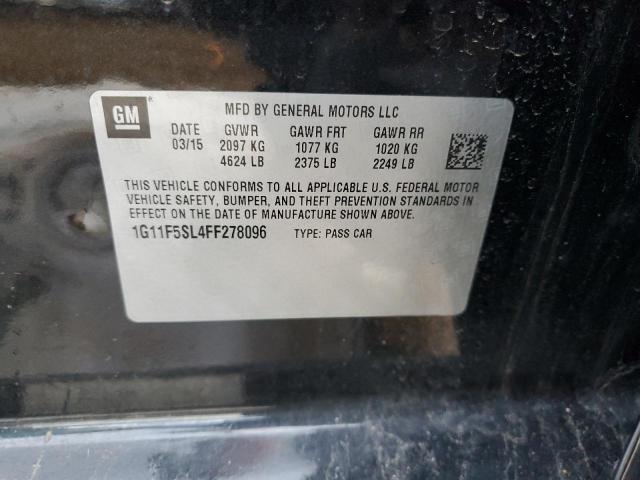 GM
MFD BY GENERAL MOTORS LLC
DATE GVWR GAWR FRT GAWR RR
03/15 2097 KG 1077 KG 1020 KG
4624 LB 2375 LB 2249 LB
THIS VEHICLE CONFORMS TO ALL APPLICABLE U.S. FEDERAL MOTOR
VEHICLE SAFETY, BUMPER, AND THEFT PREVENTION STANDARDS IN
EFFECT ON THE DATE OF MANUFACTURE SHOWN ABOVE.
1G11F5SL4FF278096 TYPE: PASS CAR